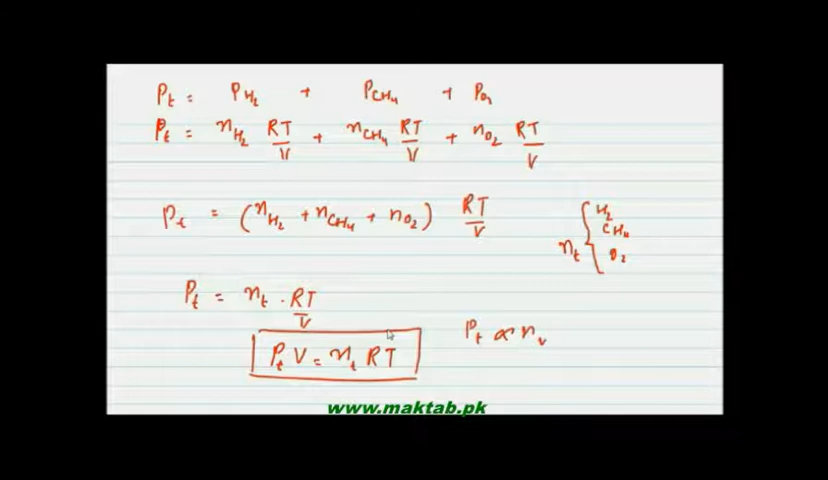 Pt = PH2 + PCH4 + PO2
Pt = nH2 RT/V + nCH4 RT/V + nO2 RT/V
Pt = (nH2 + nCH4 + nO2) RT/V
nt { H2
CH4
O2
Pt = nt . RT/V
Pt V = nt RT
Pt ∝ n
www.maktab.pk